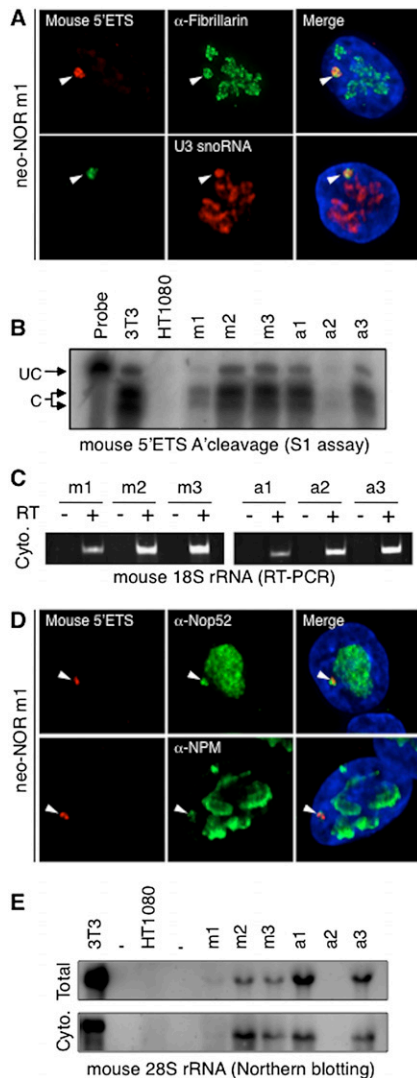 A
Mouse 5'ETS
α-Fibrillarin
Merge
neo-NOR m1
U3 snoRNA
B
Probe
3T3
HT1080
m1
m2
m3
a1
a2
a3
UC
C
mouse 5'ETS A'cleavage (S1 assay)
C
m1 m2 m3 a1 a2 a3
RT - + - + - + - + - + - +
Cyto.
mouse 18S rRNA (RT-PCR)
D
Mouse 5'ETS
α-Nop52
Merge
neo-NOR m1
α-NPM
E
3T3
-
HT1080
-
m1
m2
m3
a1
a2
a3
Total
Cyto.
mouse 28S rRNA (Northern blotting)